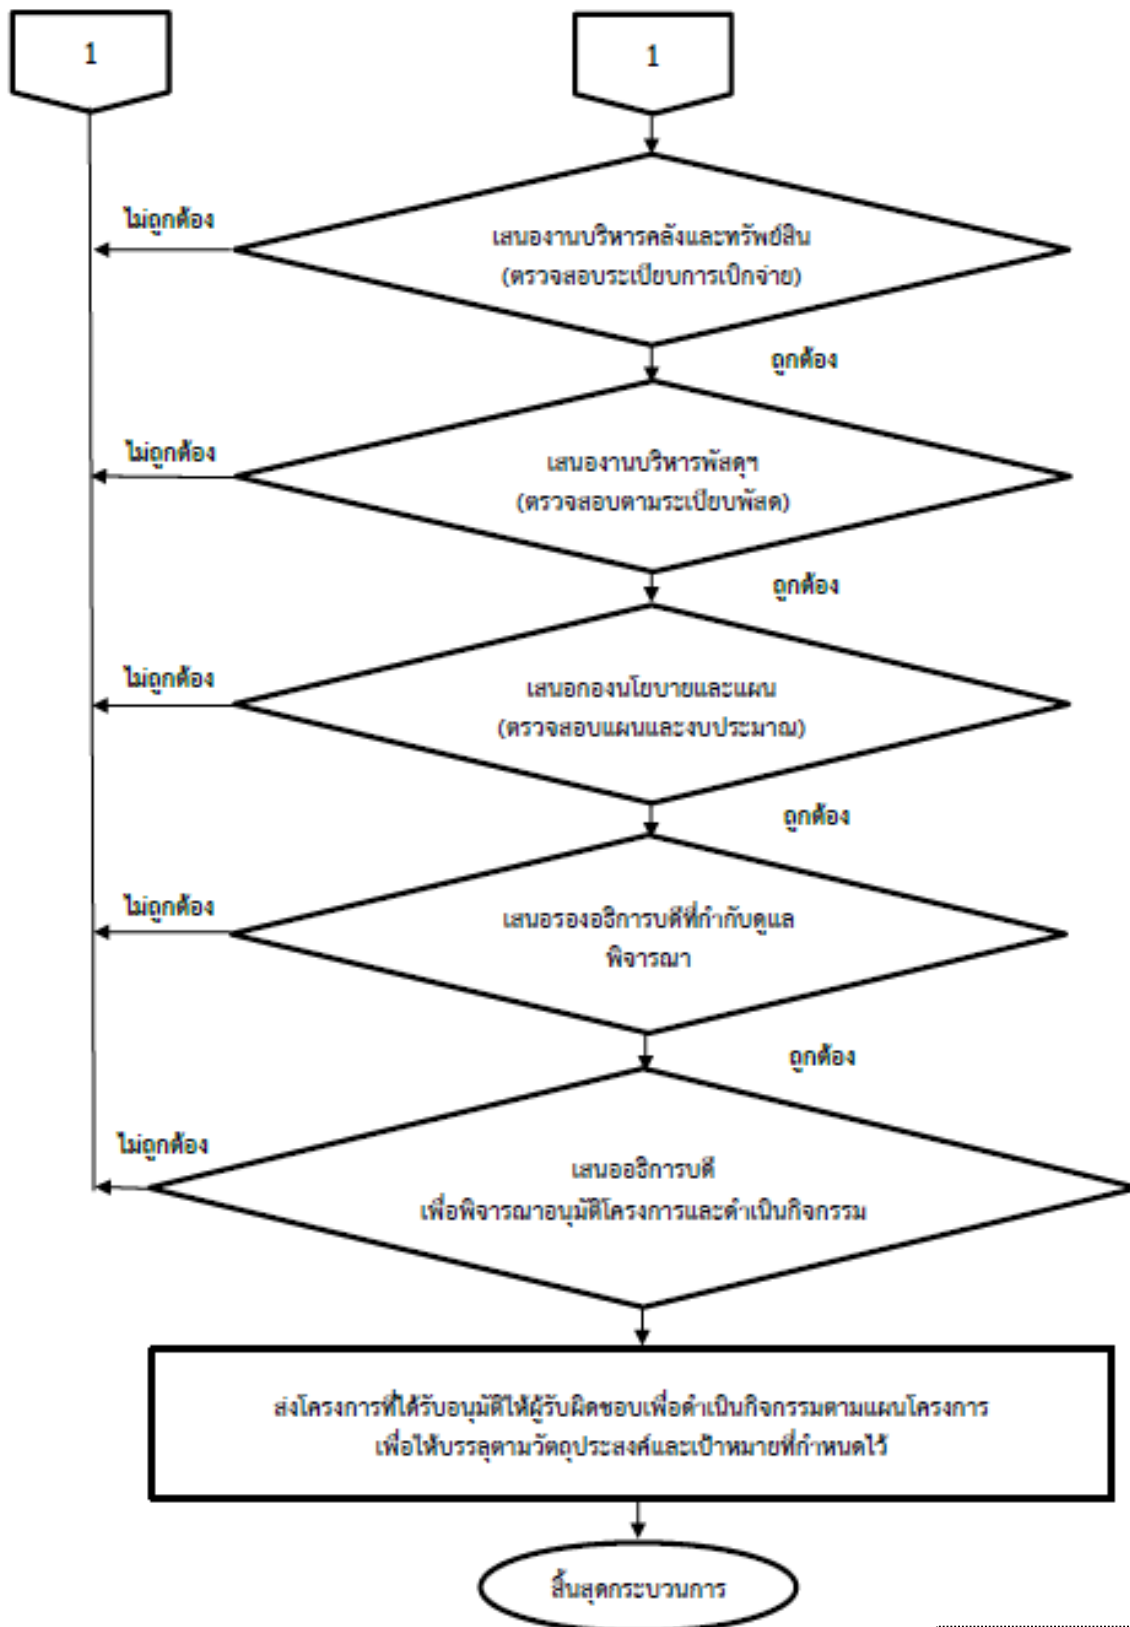 1
1
ไม่ถูกต้อง
เสนองานบริหารคลังและทรัพย์สิน
(ตรวจสอบระเบียบการเบิกจ่าย)
ถูกต้อง
ไม่ถูกต้อง
เสนองานบริหารพัสดุฯ
(ตรวจสอบตามระเบียบพัสด)
ถูกต้อง
ไม่ถูกต้อง
เสนอกองนโยบายและแผน
(ตรวจสอบแผนและงบประมาณ)
ถูกต้อง
ไม่ถูกต้อง
เสนอรองอธิการบดีที่กำกับดูแล
พิจารณา
ถูกต้อง
ไม่ถูกต้อง
เสนออธิการบดี
เพื่อพิจารณาอนุมัติโครงการและดำเนินกิจกรรม
ส่งโครงการที่ได้รับอนุมัติให้ผู้รับผิดชอบเพื่อดำเนินกิจกรรมตามแผนโครงการ
เพื่อให้บรรลุตามวัตถุประสงค์และเป้าหมายที่กำหนดไว้
สิ้นสุดกระบวนการ